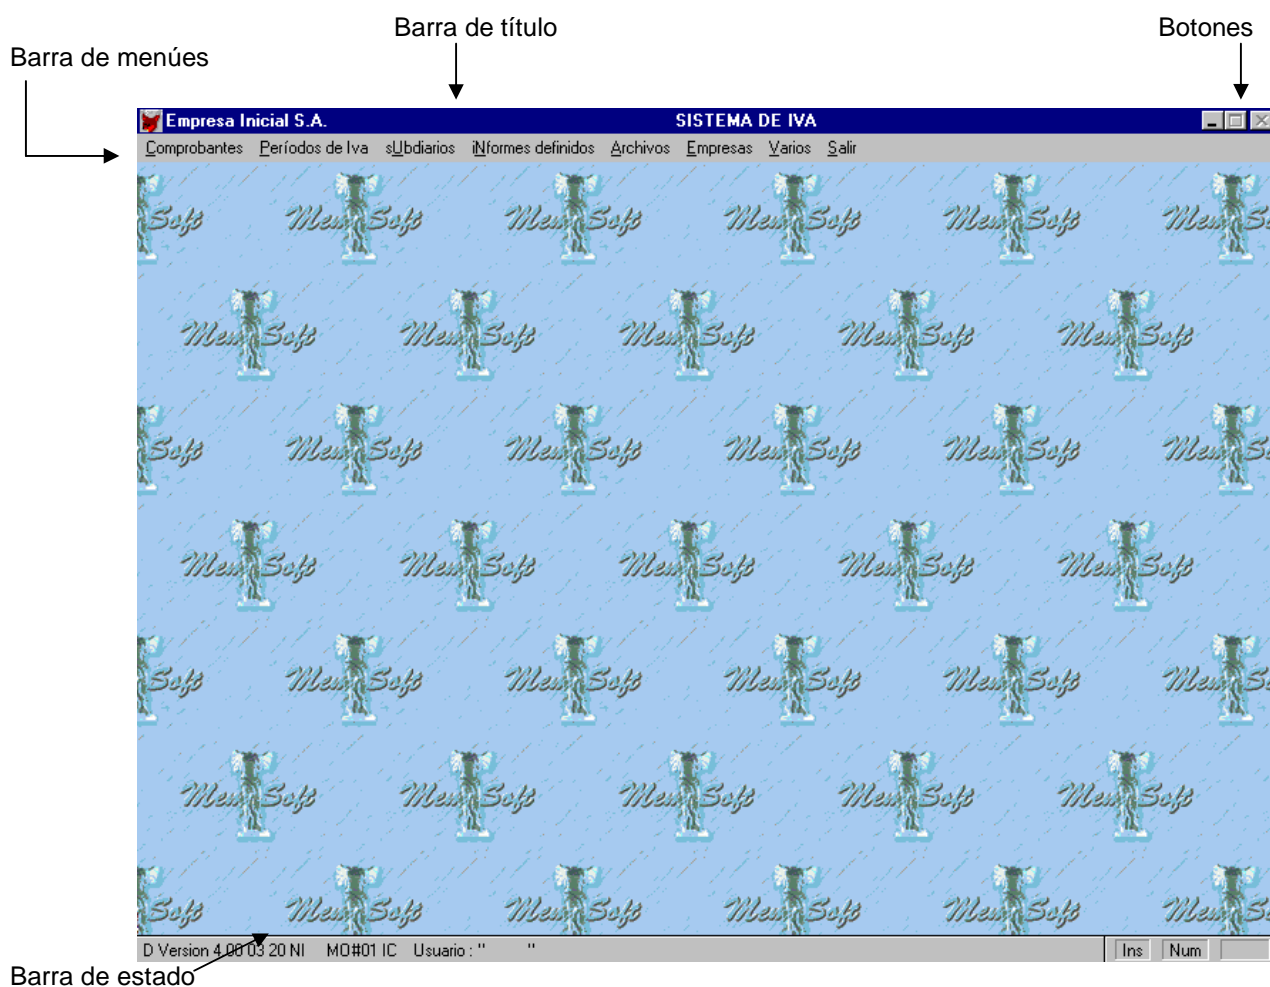 Barra de título
Botones
Barra de menúes
Empresa Inicial S.A. SISTEMA DE IVA
Comprobantes Períodos de Iva sUbdiarios iNformes definidos Archivos Empresas Varios Salir
D Version 4.00 03 20 NI MO#01 IC Usuario : " " Ins Num
Barra de estado